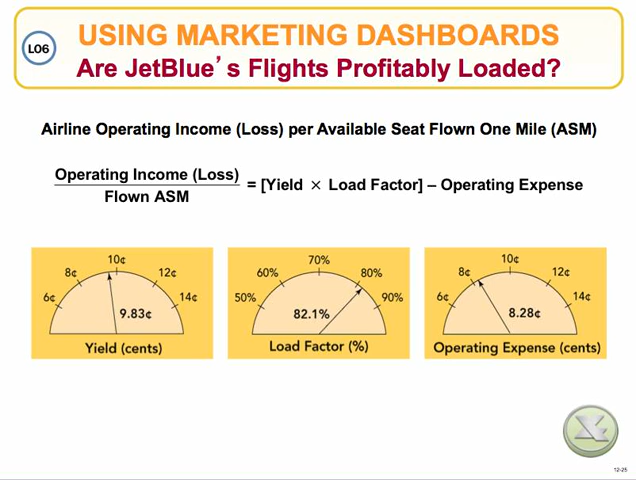 LO6
USING MARKETING DASHBOARDS
Are JetBlue's Flights Profitably Loaded?
Airline Operating Income (Loss) per Available Seat Flown One Mile (ASM)
Operating Income (Loss)
Flown ASM
= [Yield × Load Factor] – Operating Expense
6¢ 8¢ 10¢ 12¢ 14¢
9.83¢
Yield (cents)
50% 60% 70% 80% 90%
82.1%
Load Factor (%)
6¢ 8¢ 10¢ 12¢ 14¢
8.28¢
Operating Expense (cents)
X
12-25